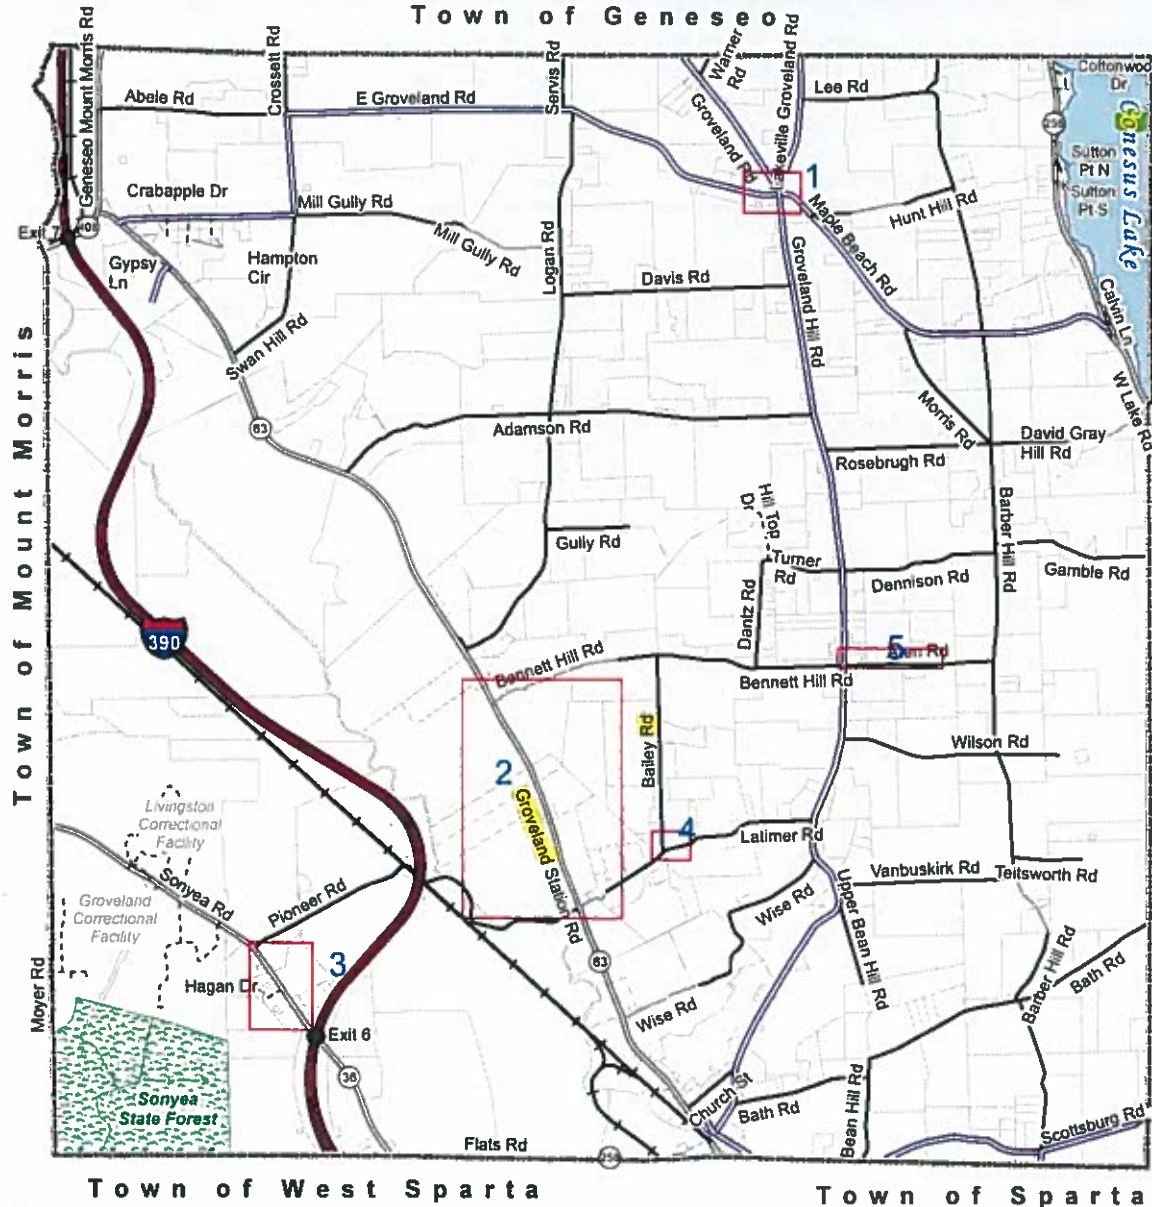 Town of Geneseo
Geneseo Mount Morris Rd
Crossett Rd
Servis Rd
Warner
Rd
Groveland Rd
Lee Rd
Cottonwoo
Dr
Abele Rd
E Groveland Rd
256
Conesus Lake
Sutton
Pt N
Sutton
Pt S
1
Crabapple Dr
Mill Gully Rd
Mill Gully Rd
Maple Beach Rd
Hunt Hill Rd
Exit 7
Gypsy
Ln
Hampton
Cir
Logan Rd
Davis Rd
Groveland Hill Rd
Calvin Ln
Swan Hill Rd
W Lake Rd
Town of Mount Morris
63
Adamson Rd
Morris Rd
David Gray
Hill Rd
Rosebrugh Rd
Hill Top
Dr
Barber Hill Rd
Gully Rd
Turner
Rd
Dennison Rd
Gamble Rd
Dantz Rd
390
5
Bennett Hill Rd
Bennett Hill Rd
Bailey Rd
Wilson Rd
2
Groveland Station Rd
Livingston
Correctional
Facility
4
Latimer Rd
Sonyea Rd
Pioneer Rd
Vanbuskirk Rd
Teitsworth Rd
Groveland
Correctional
Facility
Wise Rd
Upper Bean Hill Rd
3
63
Barber Hill Rd
Bath Rd
Moyer Rd
Hagan Dr
Wise Rd
Exit 6
36
Sonyea
State Forest
Church St
Bath Rd
Bean Hill Rd
Scottsburg Rd
Flats Rd
Town of West Sparta
Town of Sparta